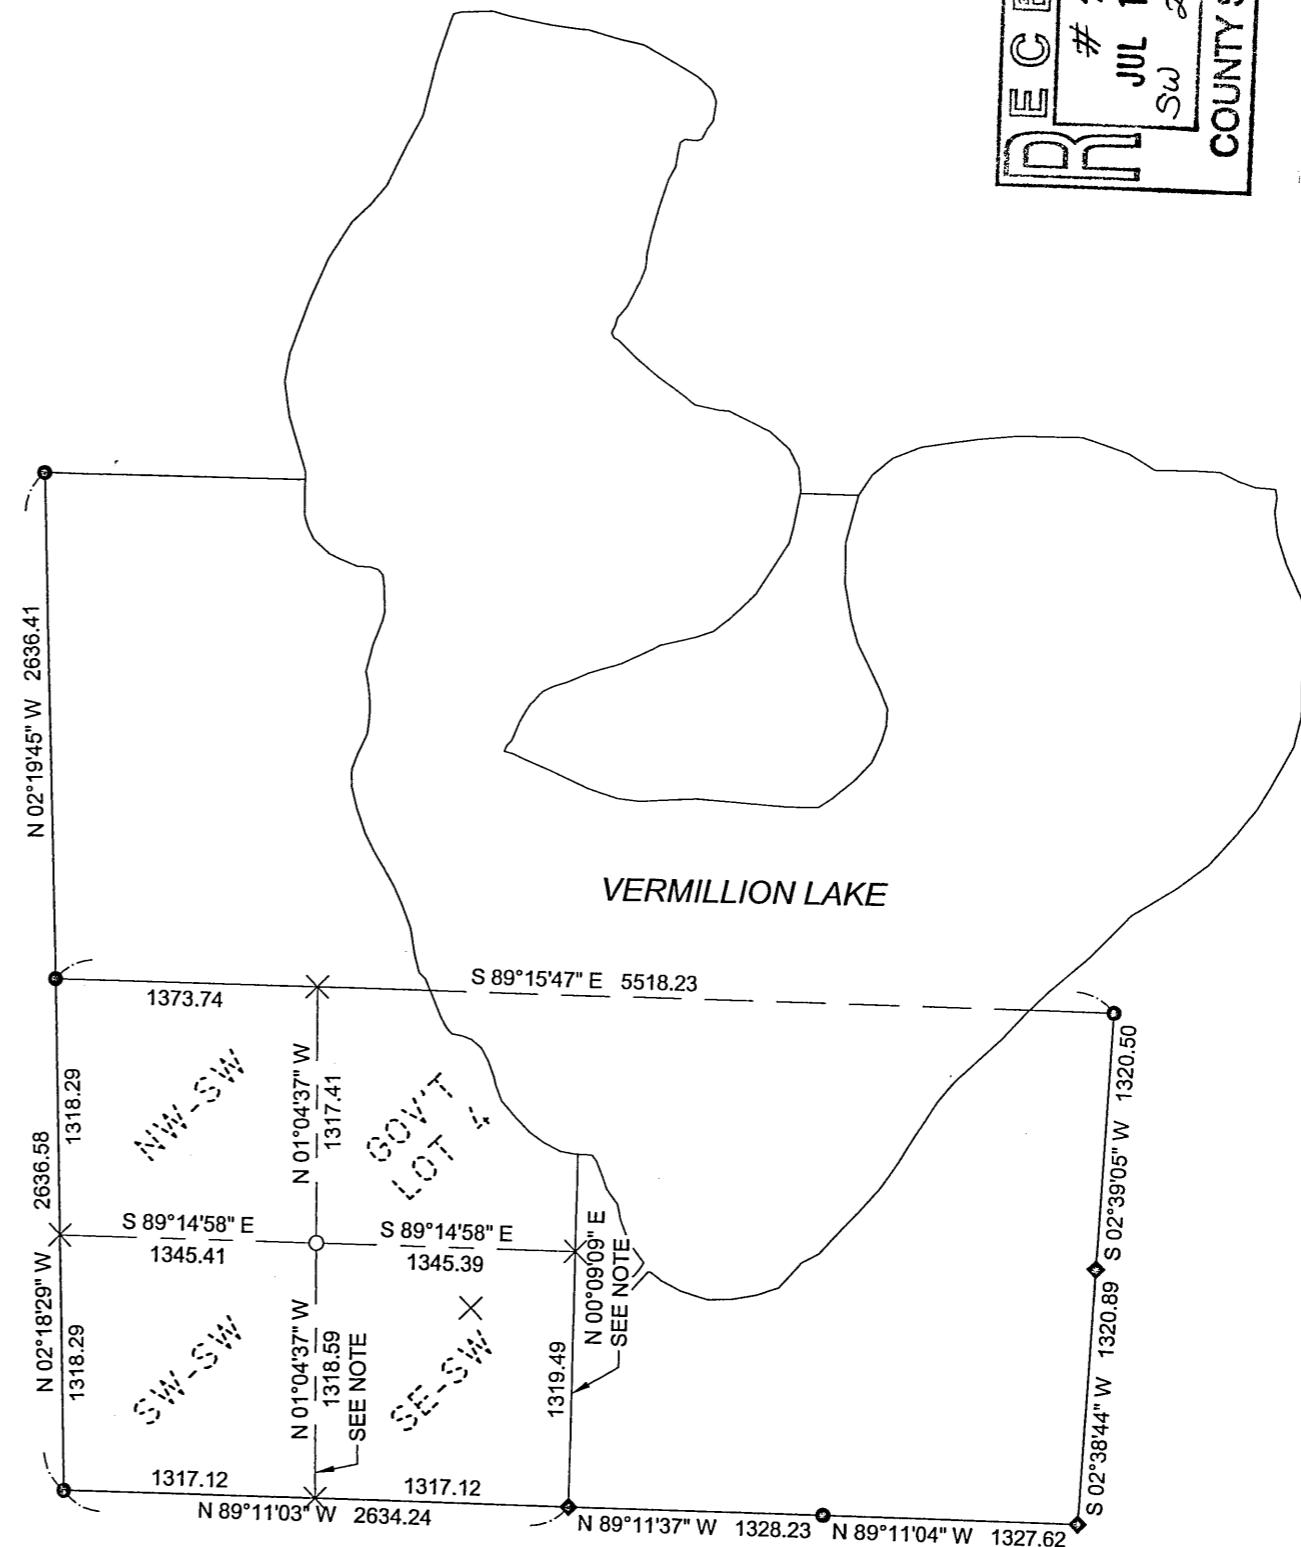 RECE
#
JUL 1
SW 2
COUNTY S
N 02°19'45" W 2636.41
VERMILLION LAKE
S 89°15'47" E 5518.23
1373.74
N 01°04'37" W
1317.41
NW-SW
GOV'T
LOT 4
1318.29
2636.58
N 02°18'29" W
S 89°14'58" E
1345.41
S 89°14'58" E
1345.39
N 00°09'09" E
SEE NOTE
S 02°39'05" W 1320.50
1318.29
SW-SW
N 01°04'37" W
1318.59
SEE NOTE
SE-SW
1319.49
S 02°38'44" W 1320.89
1317.12
1317.12
N 89°11'03" W 2634.24
N 89°11'37" W 1328.23
N 89°11'04" W 1327.62